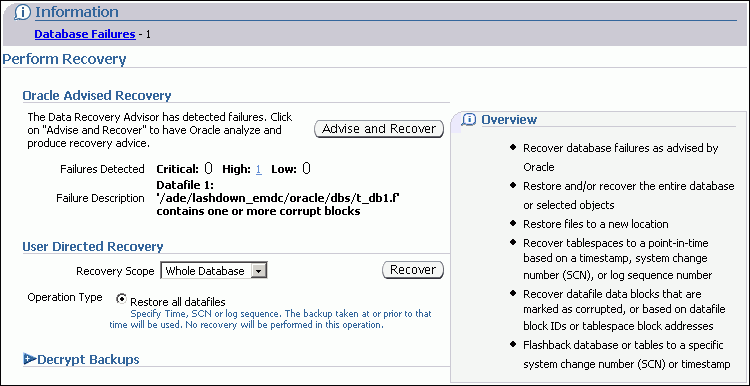 Information
Database Failures - 1
Perform Recovery
Oracle Advised Recovery
The Data Recovery Advisor has detected failures. Click
on "Advise and Recover" to have Oracle analyze and
produce recovery advice.
Advise and Recover
Failures Detected Critical: 0 High: 1 Low: 0
Failure Description Datafile 1:
'/ade/lashdown_emdc/oracle/dbs/t_db1.f'
contains one or more corrupt blocks
User Directed Recovery
Recovery Scope Whole Database Recover
Operation Type Restore all datafiles
Specify Time, SCN or log sequence. The backup taken at or prior to that
time will be used. No recovery will be performed in this operation.
Decrypt Backups
Overview
Recover database failures as advised by
Oracle
Restore and/or recover the entire database
or selected objects
Restore files to a new location
Recover tablespaces to a point-in-time
based on a timestamp, system change
number (SCN), or log sequence number
Recover datafile data blocks that are
marked as corrupted, or based on datafile
block IDs or tablespace block addresses
Flashback database or tables to a specific
system change number (SCN) or timestamp